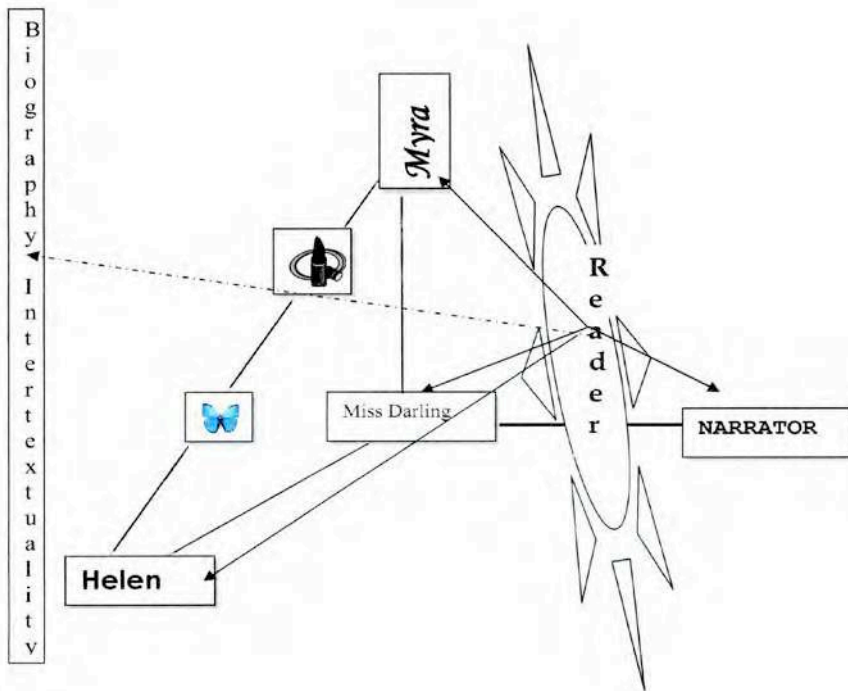 Biography Intertextuality
Myra
Reader
Miss Darling
NARRATOR
Helen